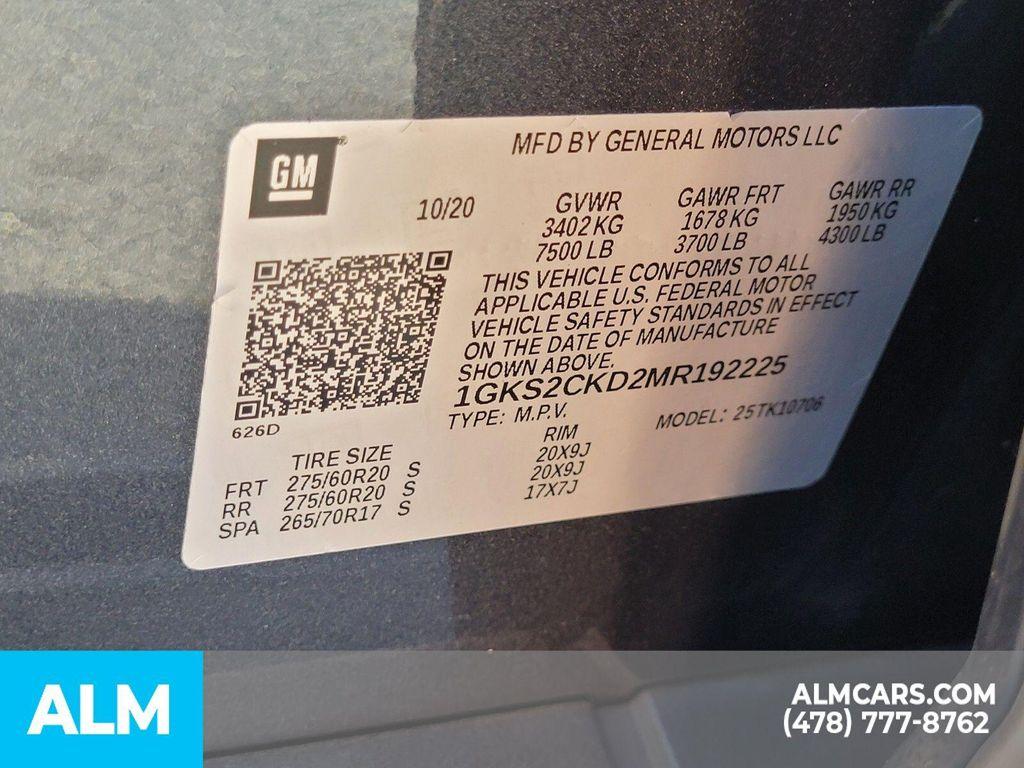 GM
MFD BY GENERAL MOTORS LLC
10/20
GVWR
3402 KG
7500 LB
GAWR FRT
1678 KG
3700 LB
GAWR RR
1950 KG
4300 LB
THIS VEHICLE CONFORMS TO ALL
APPLICABLE U.S. FEDERAL MOTOR
VEHICLE SAFETY STANDARDS IN EFFECT
ON THE DATE OF MANUFACTURE
SHOWN ABOVE.
1GKS2CKD2MR192225
TYPE: M.P.V.
MODEL: 25TK10706
626D
TIRE SIZE
RIM
FRT 275/60R20 S 20X9J
RR 275/60R20 S 20X9J
SPA 265/70R17 S 17X7J
ALM
ALMCARS.COM
(478) 777-8762